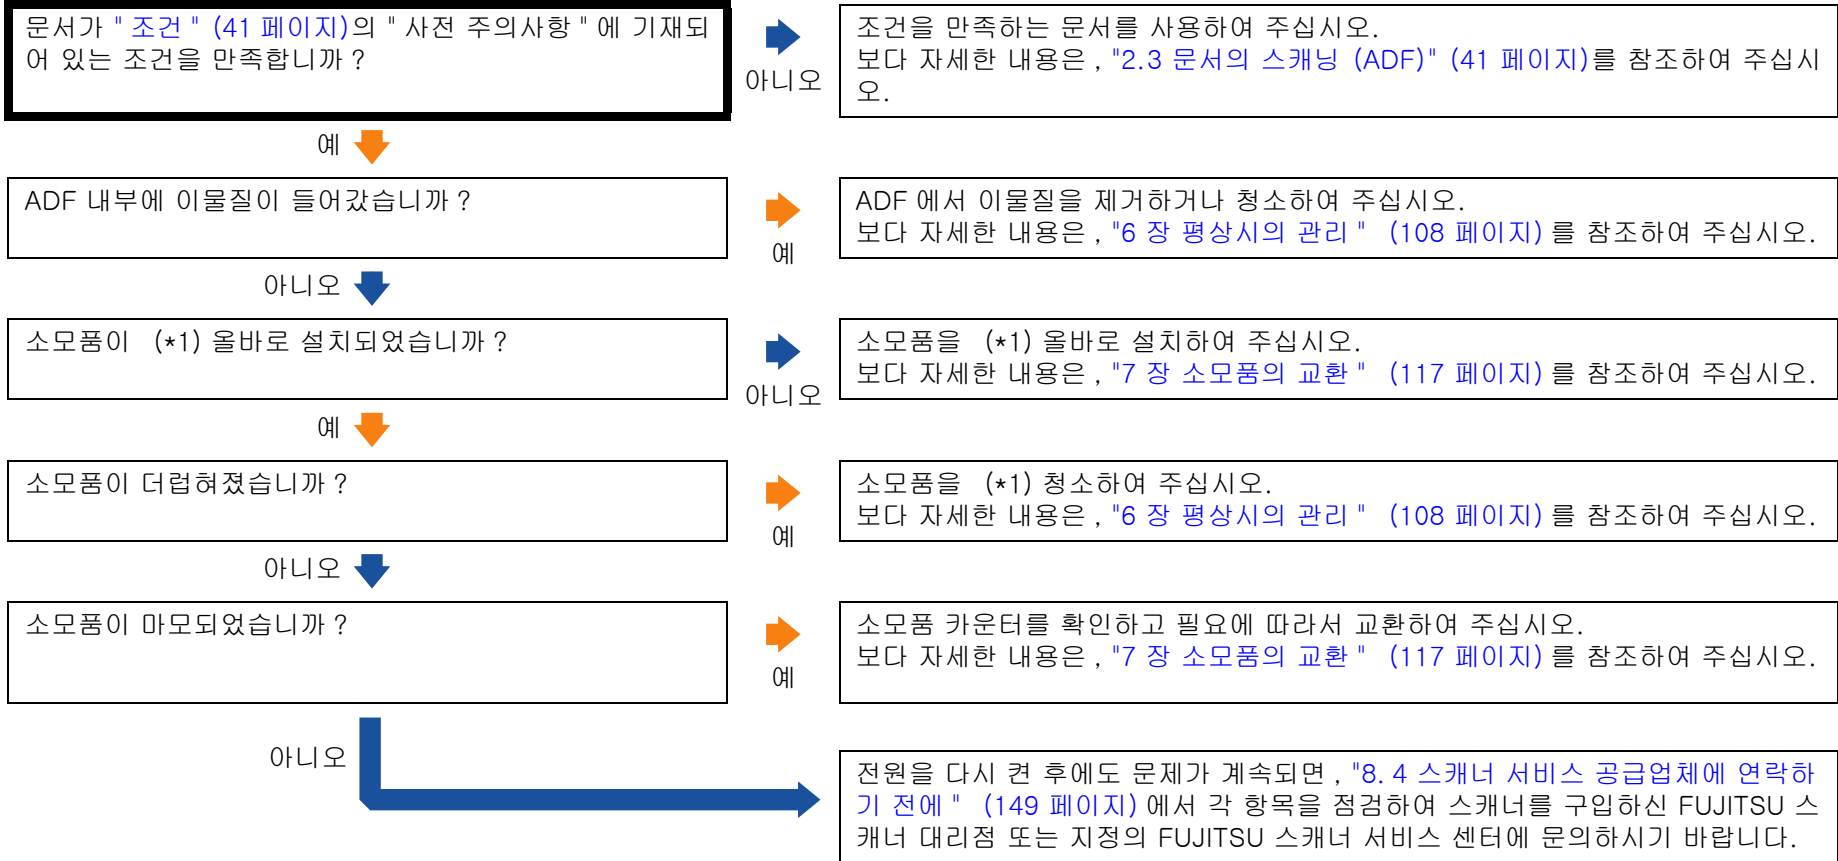 문서가 " 조건 " (41 페이지)의 " 사전 주의사항 " 에 기재되
어 있는 조건을 만족합니까 ?
아니오
조건을 만족하는 문서를 사용하여 주십시오.
보다 자세한 내용은 , "2.3 문서의 스캐닝 (ADF)" (41 페이지)를 참조하여 주십시
오.
예
ADF 내부에 이물질이 들어갔습니까 ?
예
ADF 에서 이물질을 제거하거나 청소하여 주십시오.
보다 자세한 내용은 , "6 장 평상시의 관리 " (108 페이지) 를 참조하여 주십시오.
아니오
소모품이 (*1) 올바로 설치되었습니까 ?
아니오
소모품을 (*1) 올바로 설치하여 주십시오.
보다 자세한 내용은 , "7 장 소모품의 교환 " (117 페이지) 를 참조하여 주십시오.
예
소모품이 더럽혀졌습니까 ?
예
소모품을 (*1) 청소하여 주십시오.
보다 자세한 내용은 , "6 장 평상시의 관리 " (108 페이지) 를 참조하여 주십시오.
아니오
소모품이 마모되었습니까 ?
예
소모품 카운터를 확인하고 필요에 따라서 교환하여 주십시오.
보다 자세한 내용은 , "7 장 소모품의 교환 " (117 페이지) 를 참조하여 주십시오.
아니오
전원을 다시 켠 후에도 문제가 계속되면 , "8. 4 스캐너 서비스 공급업체에 연락하
기 전에 " (149 페이지) 에서 각 항목을 점검하여 스캐너를 구입하신 FUJITSU 스
캐너 대리점 또는 지정의 FUJITSU 스캐너 서비스 센터에 문의하시기 바랍니다.